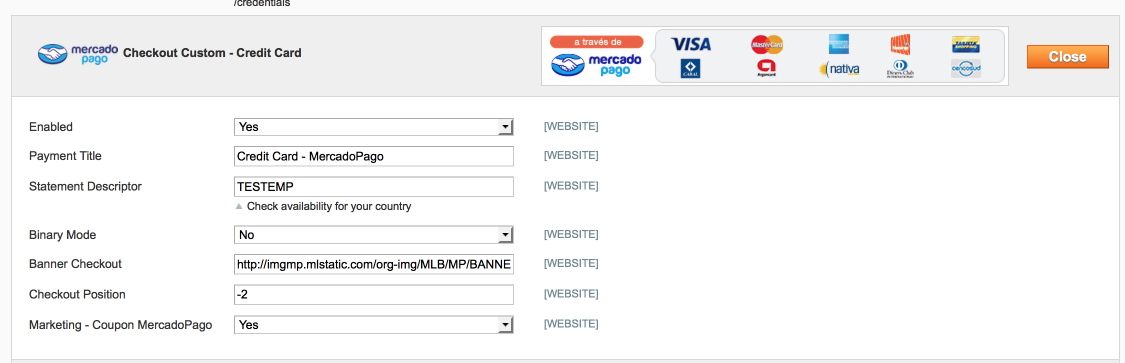 /credentials
mercado pago Checkout Custom - Credit Card
a través de
mercado pago
VISA MasterCard TARJETA SHOPPING
CABAL Argencard nativa Diners Club INTERNATIONAL cencosud
Close
Enabled Yes [WEBSITE]
Payment Title Credit Card - MercadoPago [WEBSITE]
Statement Descriptor TESTEMP [WEBSITE]
Check availability for your country
Binary Mode No [WEBSITE]
Banner Checkout http://imgmp.mlstatic.com/org-img/MLB/MP/BANNE [WEBSITE]
Checkout Position -2 [WEBSITE]
Marketing - Coupon MercadoPago Yes [WEBSITE]